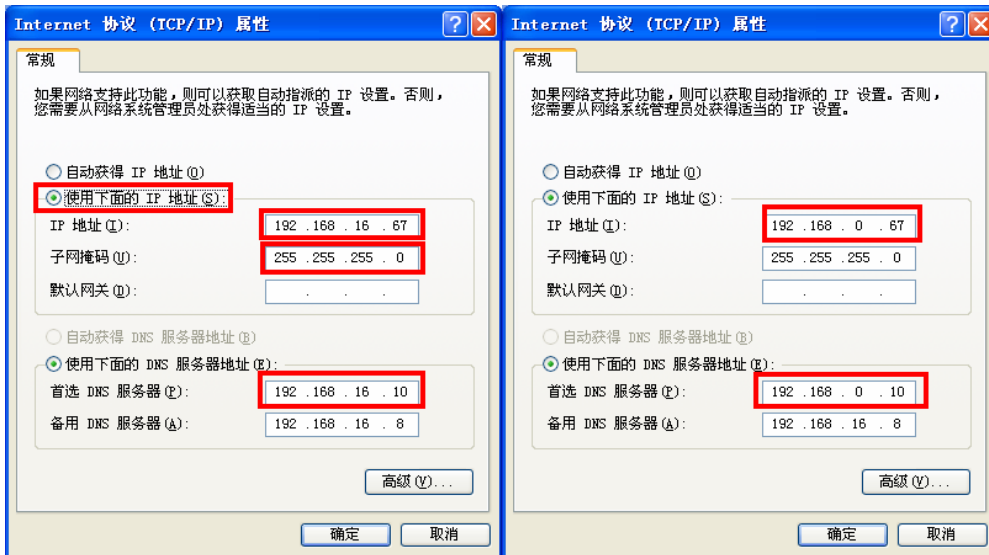 Internet 协议 (TCP/IP) 属性
常规
如果网络支持此功能，则可以获取自动指派的 IP 设置。否则，
您需要从网络系统管理员处获得适当的 IP 设置。
自动获得 IP 地址(O)
使用下面的 IP 地址(S):
IP 地址(I): 192 .168 .16 .67
子网掩码(U): 255 .255 .255 .0
默认网关(D): . . .
自动获得 DNS 服务器地址(B)
使用下面的 DNS 服务器地址(E):
首选 DNS 服务器(P): 192 .168 .16 .10
备用 DNS 服务器(A): 192 .168 .16 .8
高级(V)...
确定 取消
Internet 协议 (TCP/IP) 属性
常规
如果网络支持此功能，则可以获取自动指派的 IP 设置。否则，
您需要从网络系统管理员处获得适当的 IP 设置。
自动获得 IP 地址(O)
使用下面的 IP 地址(S):
IP 地址(I): 192 .168 .0 .67
子网掩码(U): 255 .255 .255 .0
默认网关(D): . . .
自动获得 DNS 服务器地址(B)
使用下面的 DNS 服务器地址(E):
首选 DNS 服务器(P): 192 .168 .0 .10
备用 DNS 服务器(A): 192 .168 .16 .8
高级(V)...
确定 取消